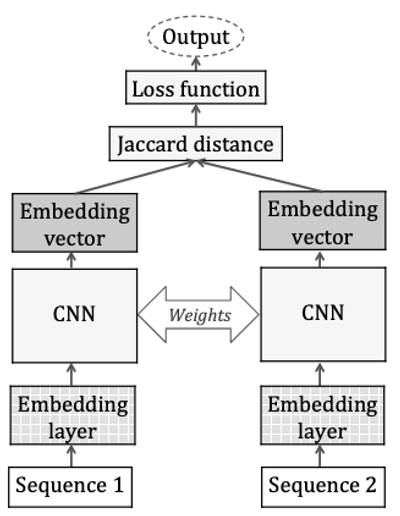 Output
Loss function
Jaccard distance
Embedding
vector
Embedding
vector
CNN
Weights
CNN
Embedding
layer
Embedding
layer
Sequence 1
Sequence 2